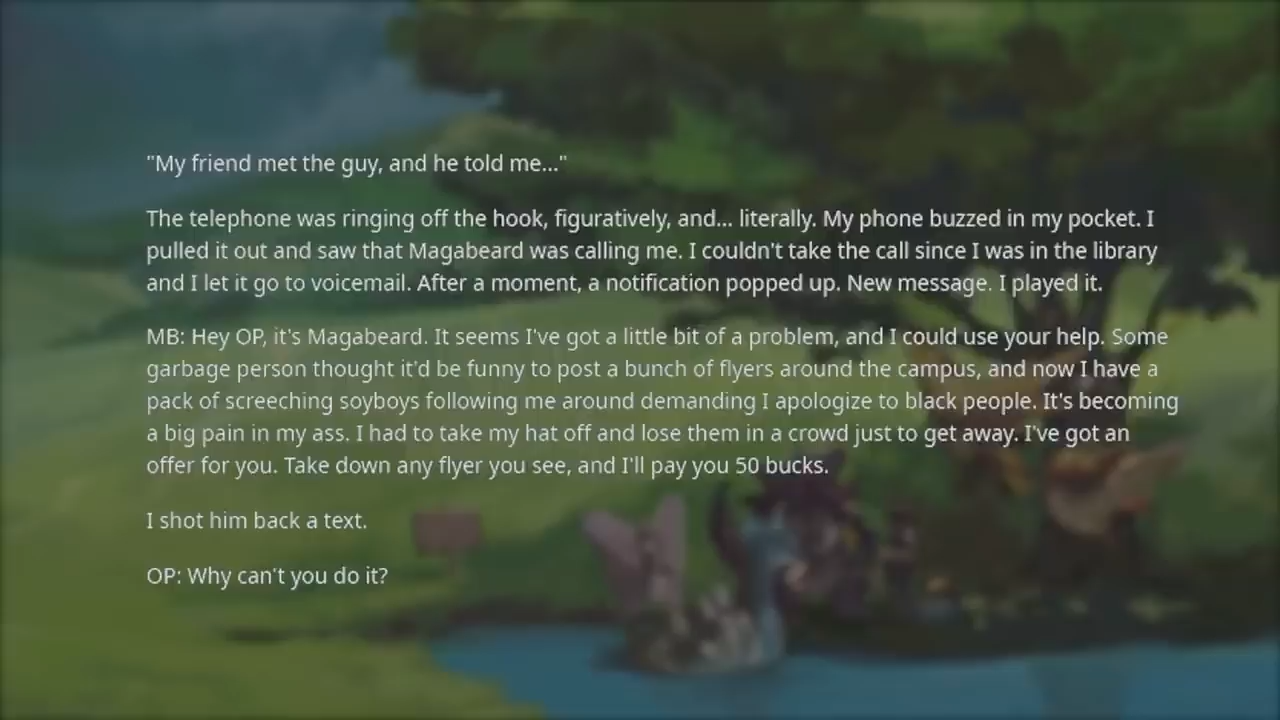 "My friend met the guy, and he told me..."
The telephone was ringing off the hook, figuratively, and... literally. My phone buzzed in my pocket. I
pulled it out and saw that Magabeard was calling me. I couldn't take the call since I was in the library
and I let it go to voicemail. After a moment, a notification popped up. New message. I played it.
MB: Hey OP, it's Magabeard. It seems I've got a little bit of a problem, and I could use your help. Some
garbage person thought it'd be funny to post a bunch of flyers around the campus, and now I have a
pack of screeching soyboys following me around demanding I apologize to black people. It's becoming
a big pain in my ass. I had to take my hat off and lose them in a crowd just to get away. I've got an
offer for you. Take down any flyer you see, and I'll pay you 50 bucks.
I shot him back a text.
OP: Why can't you do it?